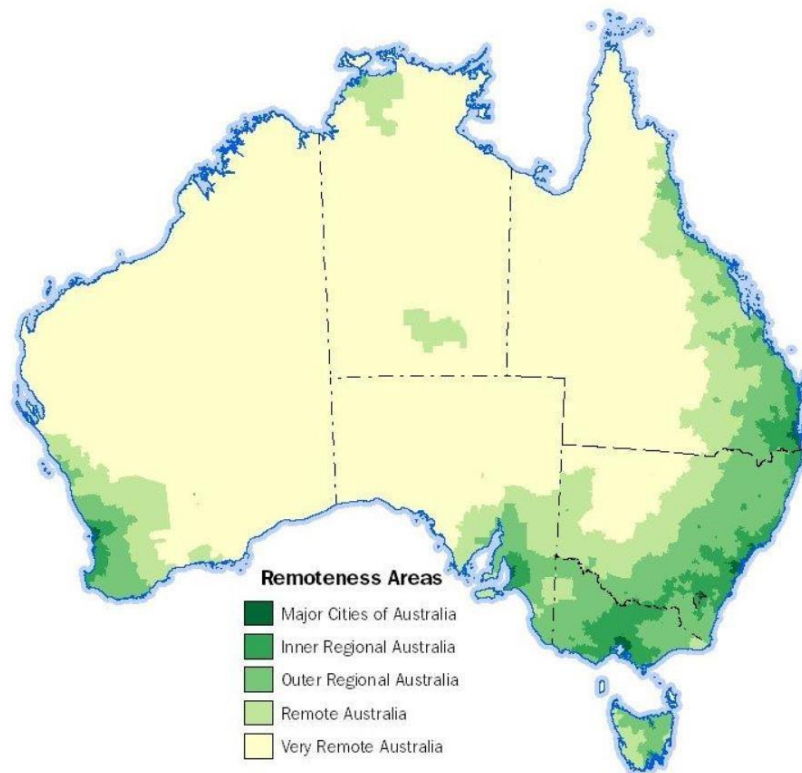 Remoteness Areas
Major Cities of Australia
Inner Regional Australia
Outer Regional Australia
Remote Australia
Very Remote Australia